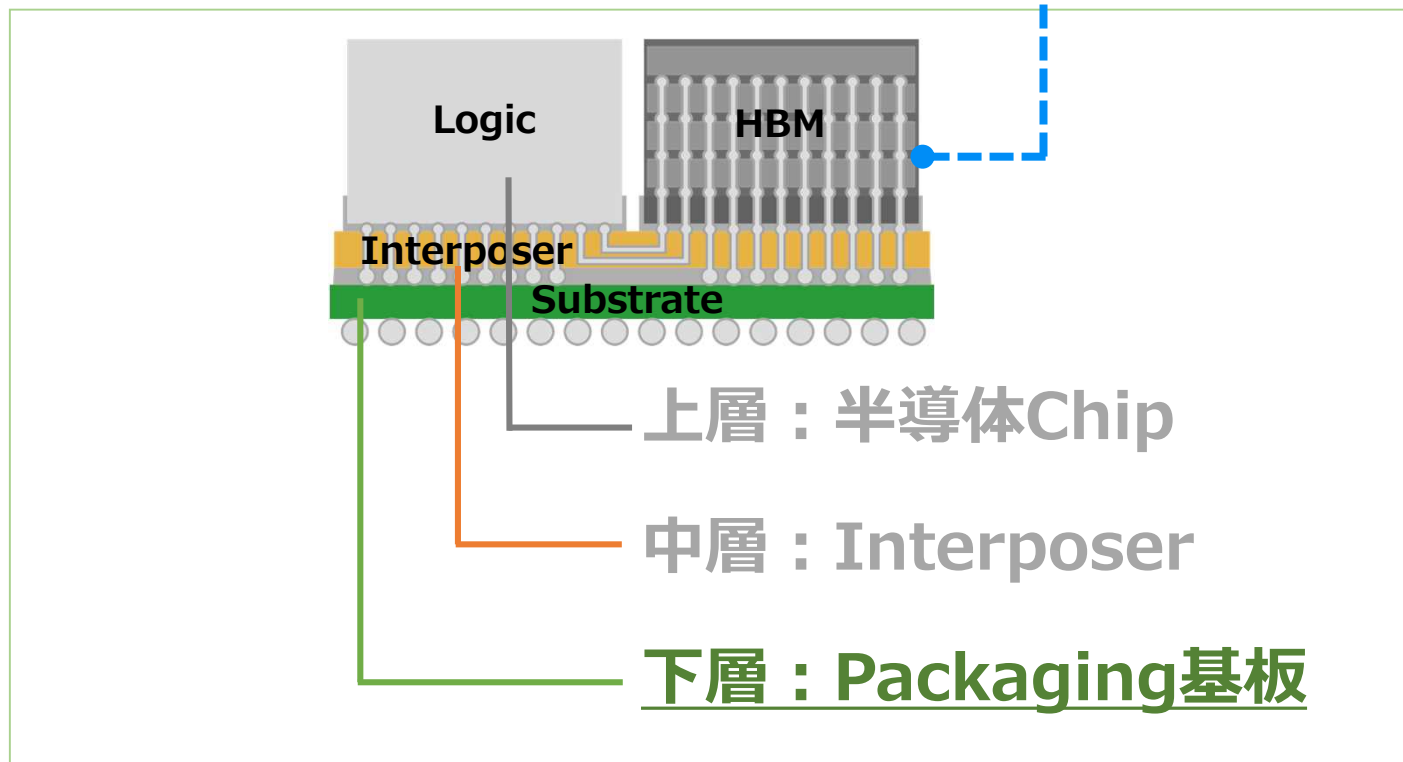 Logic
HBM
Interposer
Substrate
上層：半導体Chip
中層：Interposer
下層：Packaging基板